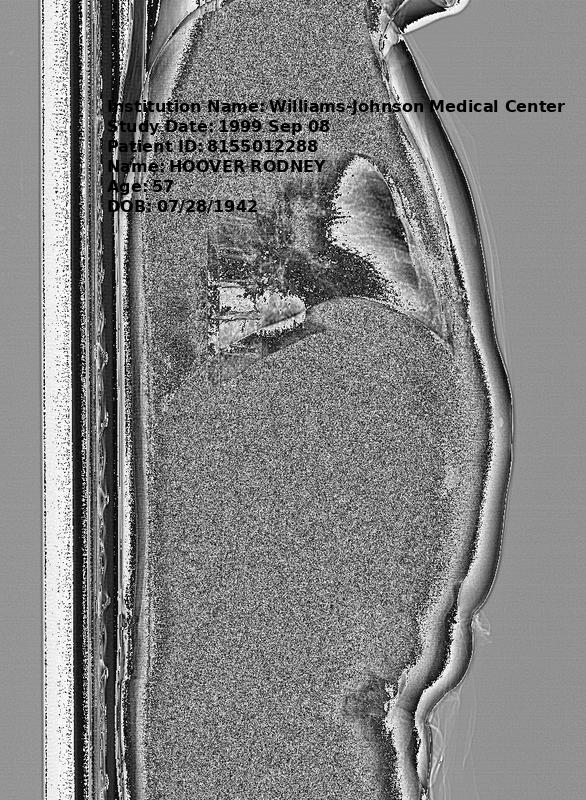 Institution Name: Williams-Johnson Medical Center
Study Date: 1999 Sep 08
Patient ID: 8155012288
Name: HOOVER RODNEY
Age: 57
DOB: 07/28/1942